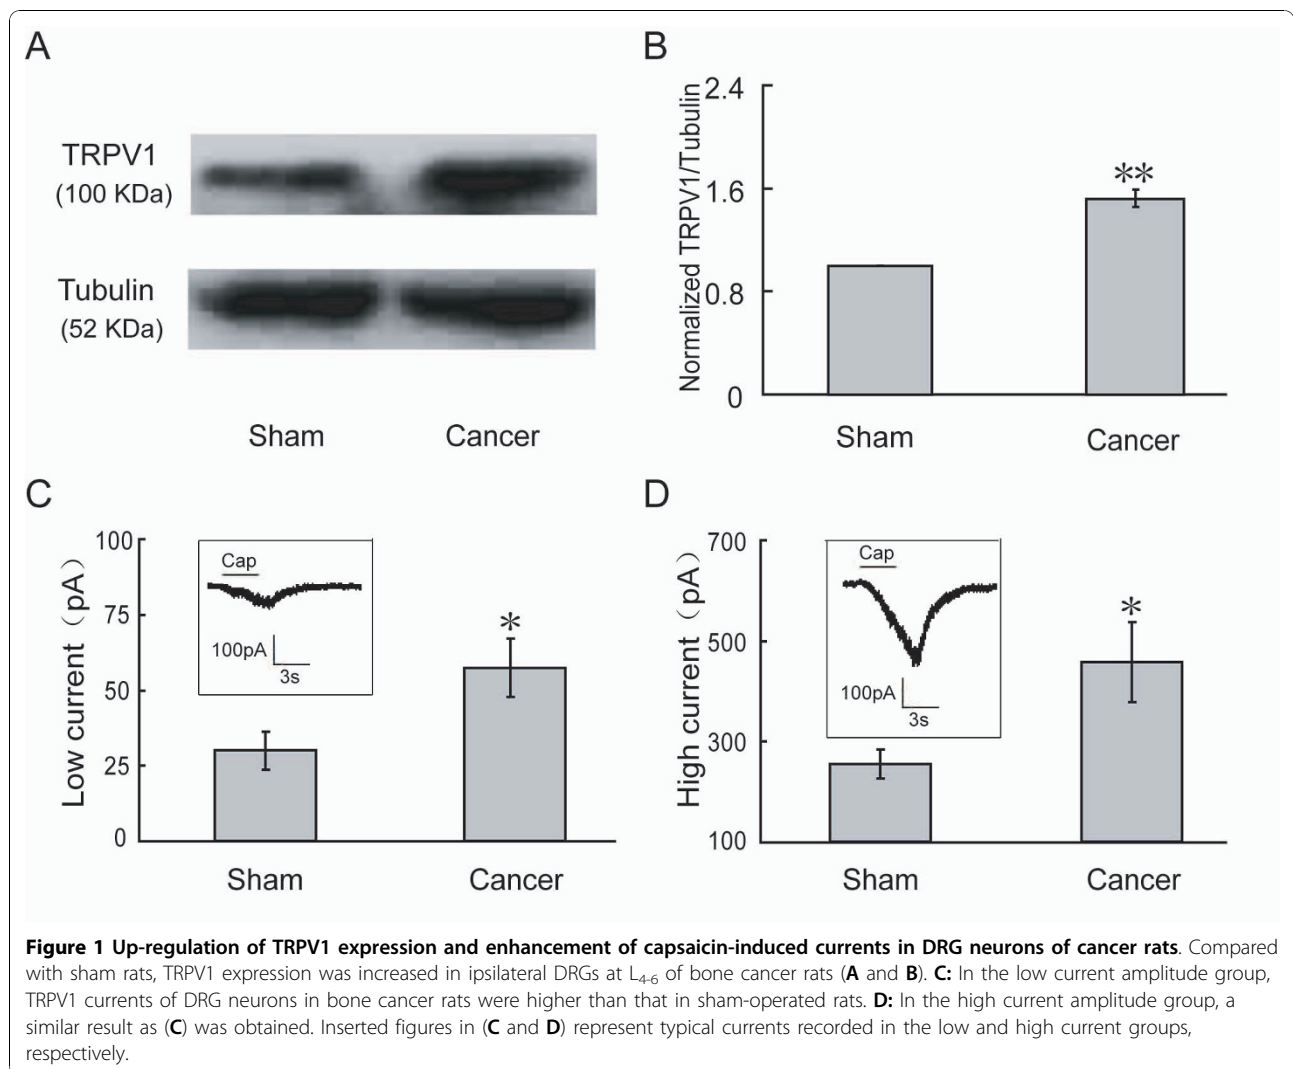 A
TRPV1
(100 KDa)
Tubulin
(52 KDa)
Sham Cancer
B
Normalized TRPV1/Tubulin
2.4
1.6
0.8
0
**
Sham Cancer
C
Low current (pA)
100
75
50
25
0
Cap
100pA
3s
*
Sham Cancer
D
High current (pA)
700
500
300
100
Cap
100pA
3s
*
Sham Cancer
Figure 1 Up-regulation of TRPV1 expression and enhancement of capsaicin-induced currents in DRG neurons of cancer rats. Compared
with sham rats, TRPV1 expression was increased in ipsilateral DRGs at L4-6 of bone cancer rats (A and B). C: In the low current amplitude group,
TRPV1 currents of DRG neurons in bone cancer rats were higher than that in sham-operated rats. D: In the high current amplitude group, a
similar result as (C) was obtained. Inserted figures in (C and D) represent typical currents recorded in the low and high current groups,
respectively.